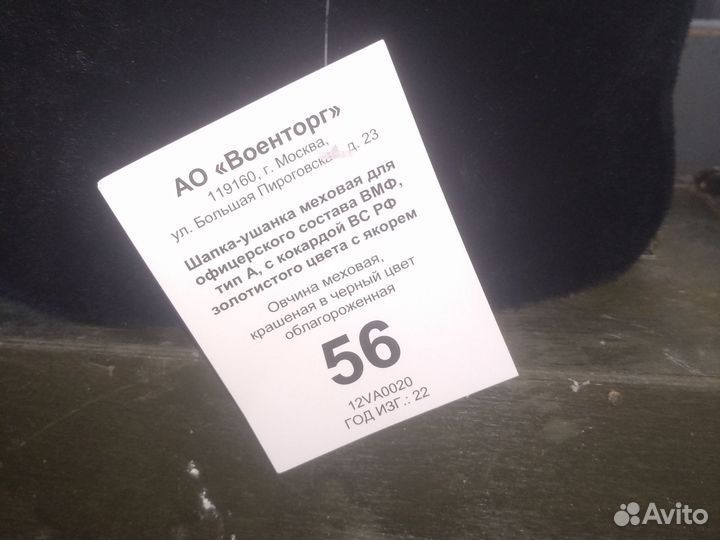 АО «Военторг»
119160, г. Москва,
ул. Большая Пироговская, д. 23
Шапка-ушанка меховая для
офицерского состава ВМФ,
тип А, с кокардой ВС РФ
золотистого цвета с якорем
Овчина меховая,
крашеная в черный цвет
облагороженная
56
12VA0020
ГОД ИЗГ.: 22
Avito